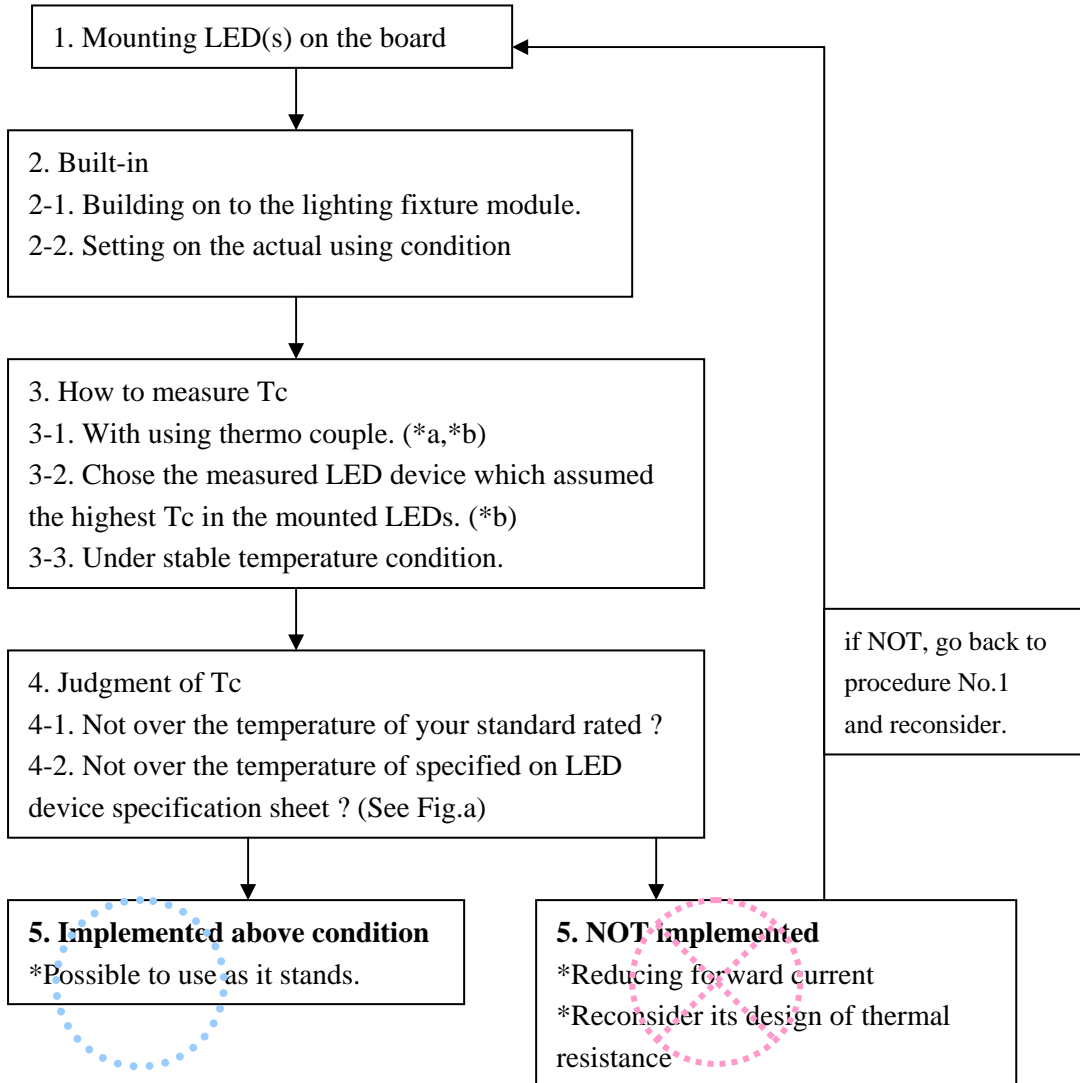 1. Mounting LED(s) on the board
2. Built-in
2-1. Building on to the lighting fixture module.
2-2. Setting on the actual using condition
3. How to measure Tc
3-1. With using thermo couple. (*a,*b)
3-2. Chose the measured LED device which assumed
the highest Tc in the mounted LEDs. (*b)
3-3. Under stable temperature condition.
if NOT, go back to
procedure No.1
and reconsider.
4. Judgment of Tc
4-1. Not over the temperature of your standard rated ?
4-2. Not over the temperature of specified on LED
device specification sheet ? (See Fig.a)
5. Implemented above condition
*Possible to use as it stands.
5. NOT implemented
*Reducing forward current
*Reconsider its design of thermal
resistance